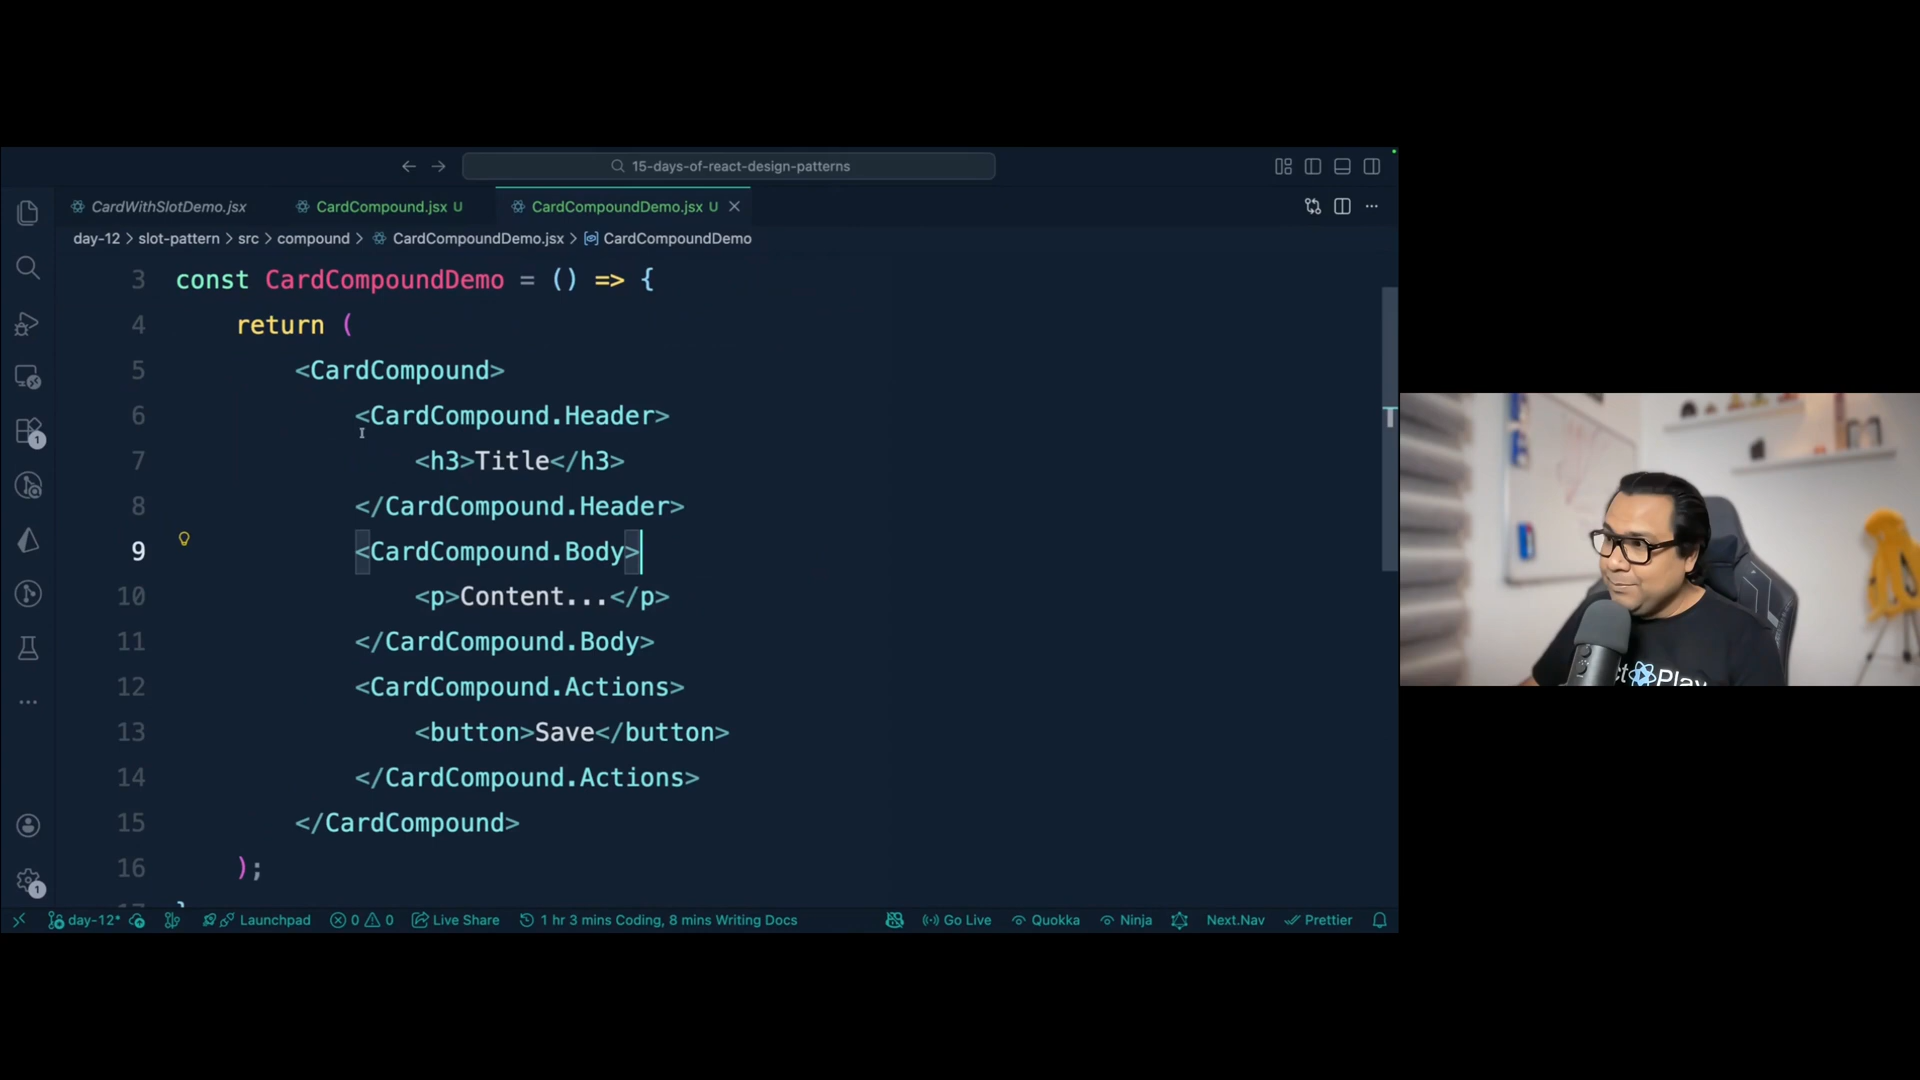 15-days-of-react-design-patterns
CardWithSlotDemo.jsx
CardCompound.jsx U
CardCompoundDemo.jsx U
day-12 > slot-pattern > src > compound > CardCompoundDemo.jsx > CardCompoundDemo
3 const CardCompoundDemo = () => {
4 return (
5 <CardCompound>
6 <CardCompound.Header>
7 <h3>Title</h3>
8 </CardCompound.Header>
9 <CardCompound.Body>
10 <p>Content...</p>
11 </CardCompound.Body>
12 <CardCompound.Actions>
13 <button>Save</button>
14 </CardCompound.Actions>
15 </CardCompound>
16 );
1
1
day-12* Launchpad 0 0 Live Share 1 hr 3 mins Coding, 8 mins Writing Docs Go Live Quokka Ninja Next.Nav Prettier
ct Play